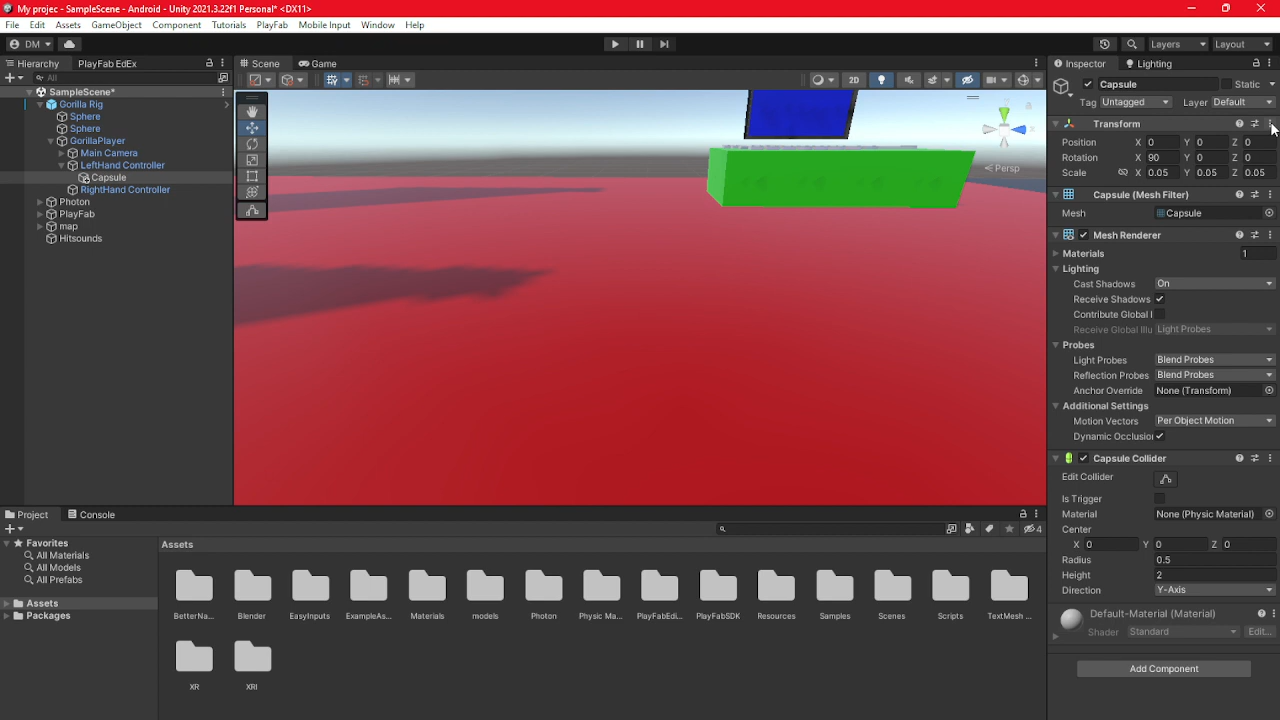 My projec - SampleScene - Android - Unity 2021.3.22f1 Personal* <DX11>
File Edit Assets GameObject Component Tutorials PlayFab Mobile Input Window Help
DM Layers Layout
Hierarchy PlayFab EdEx
All
SampleScene*
Gorilla Rig
Sphere
Sphere
GorillaPlayer
Main Camera
LeftHand Controller
Capsule
RightHand Controller
Photon
PlayFab
map
Hitsounds
Scene Game
2D
Persp
Inspector Lighting
Capsule Static
Tag Untagged Layer Default
Transform
Position X 0 Y 0 Z 0
Rotation X 90 Y 0 Z 0
Scale X 0.05 Y 0.05 Z 0.05
Capsule (Mesh Filter)
Mesh Capsule
Mesh Renderer
Materials 1
Lighting
Cast Shadows On
Receive Shadows
Contribute Global I
Receive Global Illu Light Probes
Probes
Light Probes Blend Probes
Reflection Probes Blend Probes
Anchor Override None (Transform)
Additional Settings
Motion Vectors Per Object Motion
Dynamic Occlusion
Capsule Collider
Edit Collider
Is Trigger
Material None (Physic Material)
Center
X 0 Y 0 Z 0
Radius 0.5
Height 2
Direction Y-Axis
Default-Material (Material)
Shader Standard Edit...
Add Component
Project Console
4
Favorites
All Materials
All Models
All Prefabs
Assets
Packages
Assets
BetterNa... Blender EasyInputs ExampleAs... Materials models Photon Physic Ma... PlayFabEdi... PlayFabSDK Resources Samples Scenes Scripts TextMesh ...
XR XRI